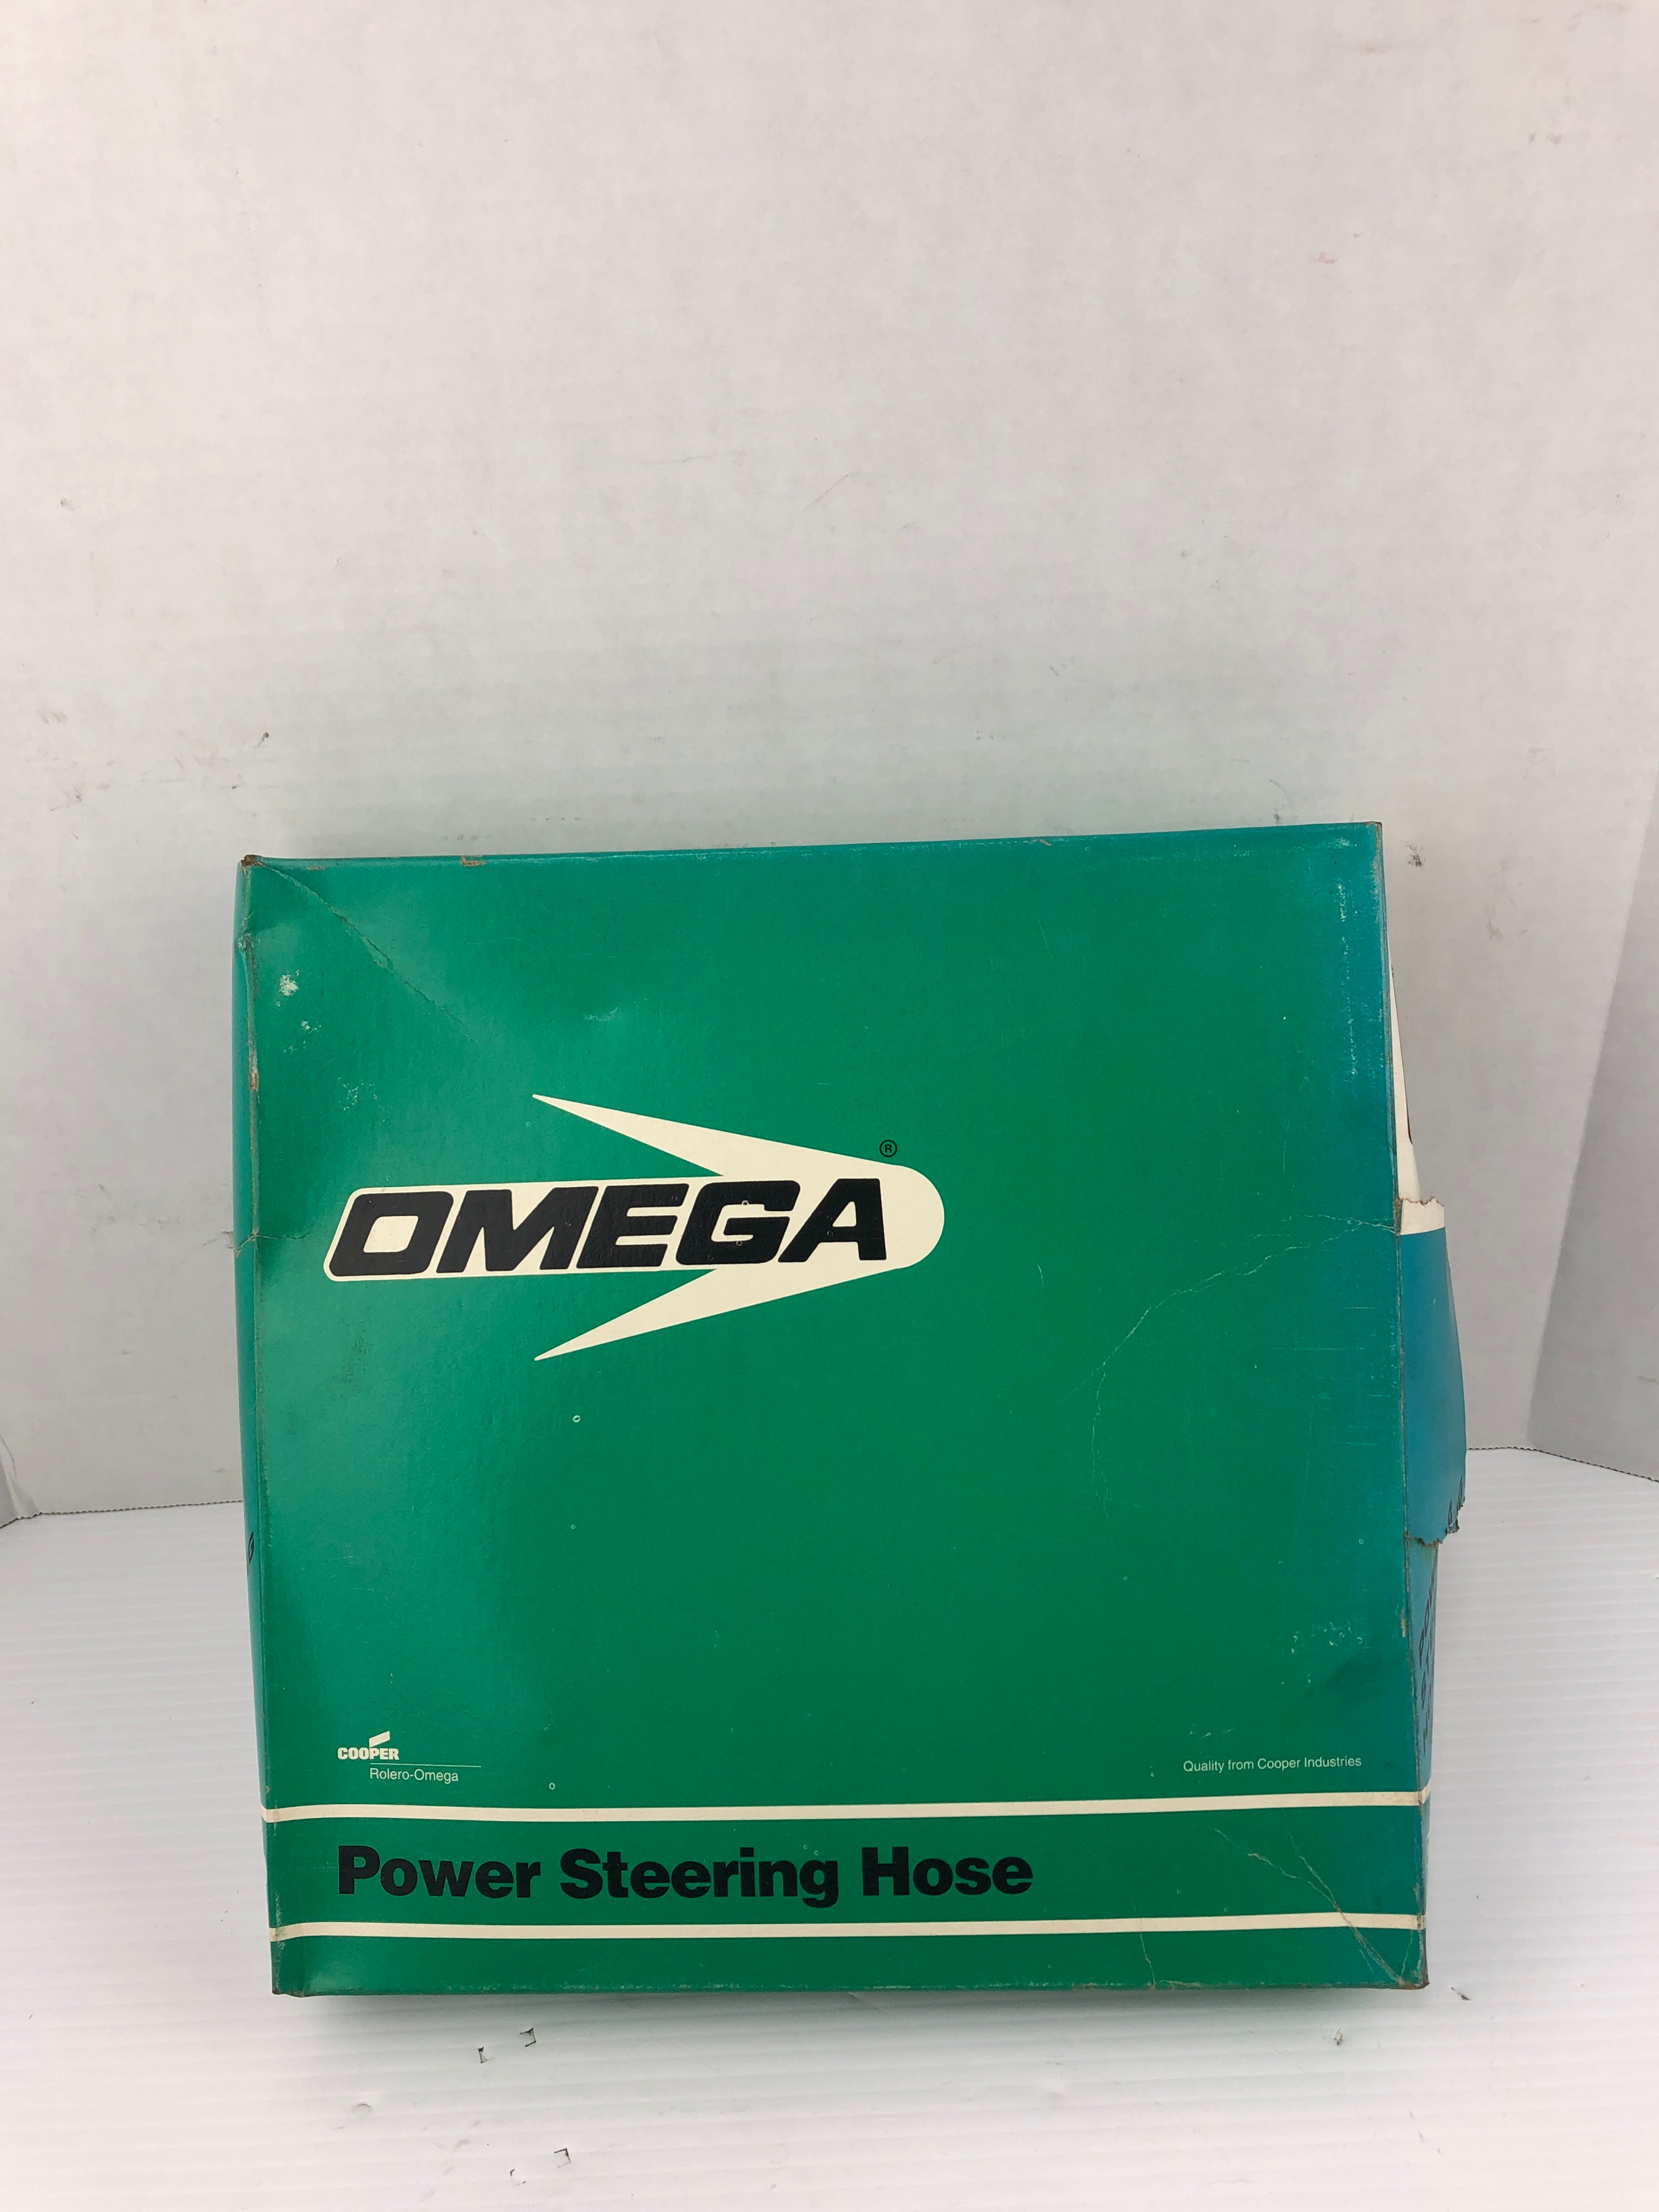 OMEGA ®
COOPER
Rolero-Omega
Quality from Cooper Industries
Power Steering Hose